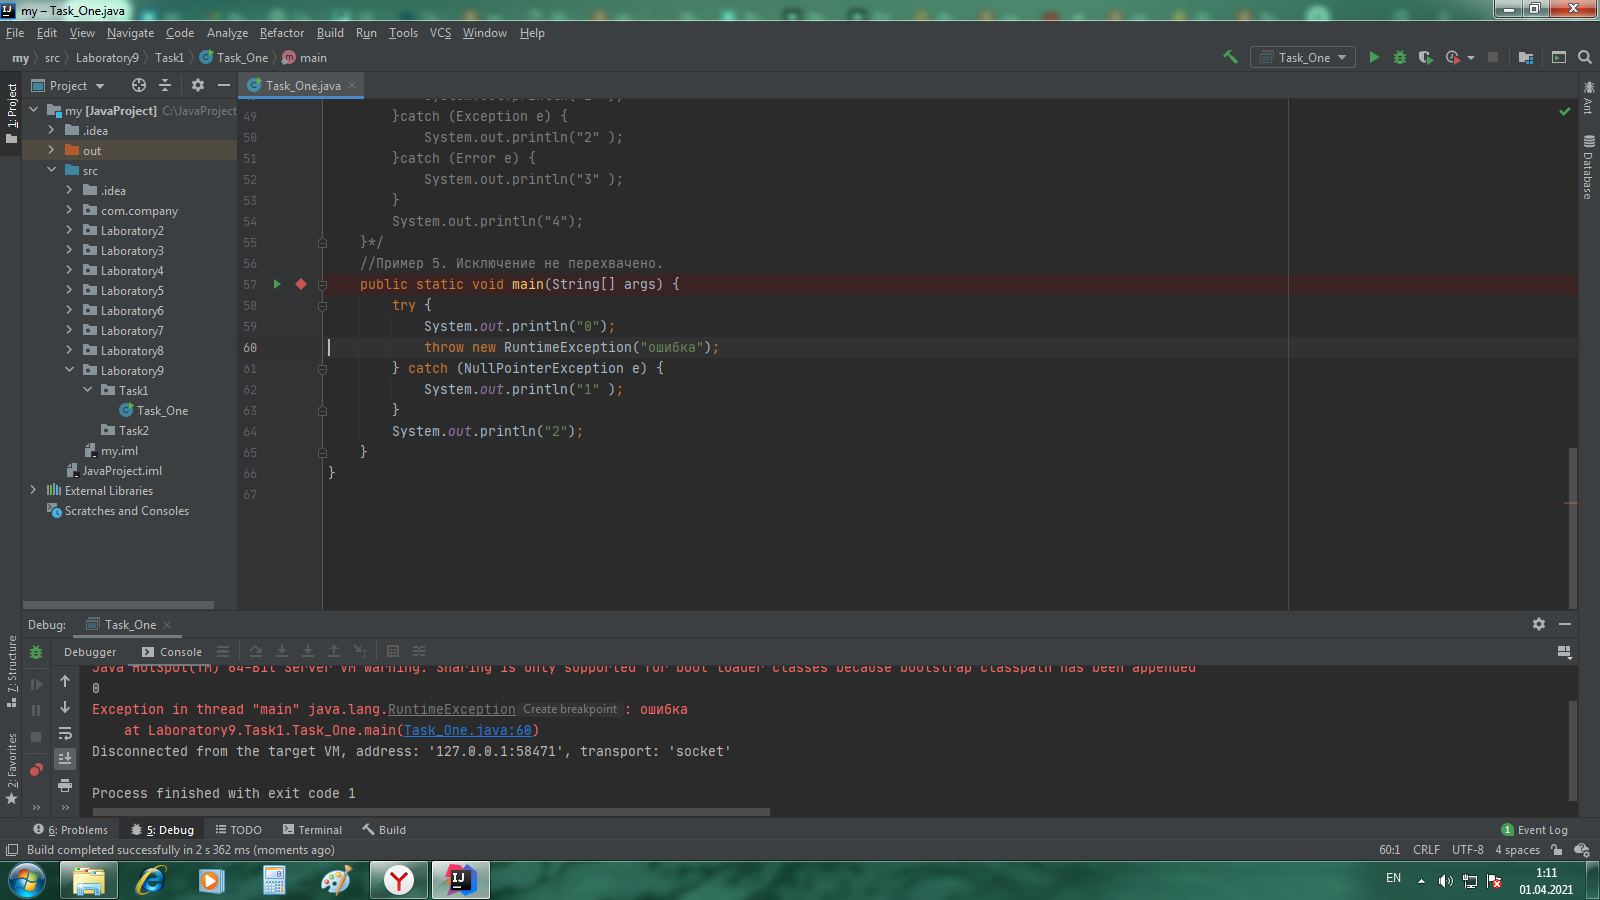 my – Task_One.java
File Edit View Navigate Code Analyze Refactor Build Run Tools VCS Window Help
my src Laboratory9 Task1 Task_One main
Task_One
1: Project
Project
Task_One.java
my [JavaProject] C:\JavaProject
.idea
out
src
.idea
com.company
Laboratory2
Laboratory3
Laboratory4
Laboratory5
Laboratory6
Laboratory7
Laboratory8
Laboratory9
Task1
Task_One
Task2
my.iml
JavaProject.iml
External Libraries
Scratches and Consoles
49 }catch (Exception e) {
50 System.out.println("2" );
51 }catch (Error e) {
52 System.out.println("3" );
53 }
54 System.out.println("4");
55 }*/
56 //Пример 5. Исключение не перехвачено.
57 public static void main(String[] args) {
58 try {
59 System.out.println("0");
60 throw new RuntimeException("ошибка");
61 } catch (NullPointerException e) {
62 System.out.println("1" );
63 }
64 System.out.println("2");
65 }
66 }
67
Ant
Database
7: Structure
2: Favorites
Debug: Task_One
Debugger Console
Java HotSpot(TM) 64-Bit Server VM warning: Sharing is only supported for boot loader classes because bootstrap classpath has been appended
0
Exception in thread "main" java.lang.RuntimeException Create breakpoint : ошибка
at Laboratory9.Task1.Task_One.main(Task_One.java:60)
Disconnected from the target VM, address: '127.0.0.1:58471', transport: 'socket'
Process finished with exit code 1
6: Problems 5: Debug TODO Terminal Build 1 Event Log
Build completed successfully in 2 s 362 ms (moments ago) 60:1 CRLF UTF-8 4 spaces
EN 1:11
01.04.2021